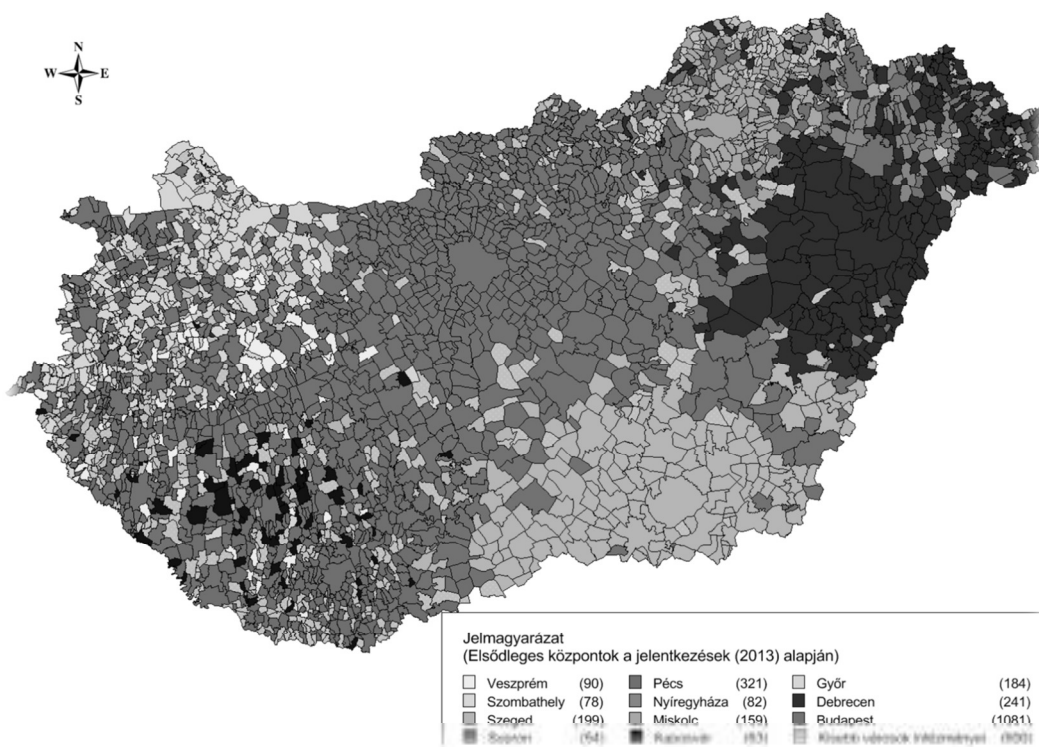 N
W E
S
Jelmagyarázat
(Elsődleges központok a jelentkezések (2013) alapján)
Veszprém (90) Pécs (321) Győr (184)
Szombathely (78) Nyíregyháza (82) Debrecen (241)
Szeged (199) Miskolc (159) Budapest (1081)